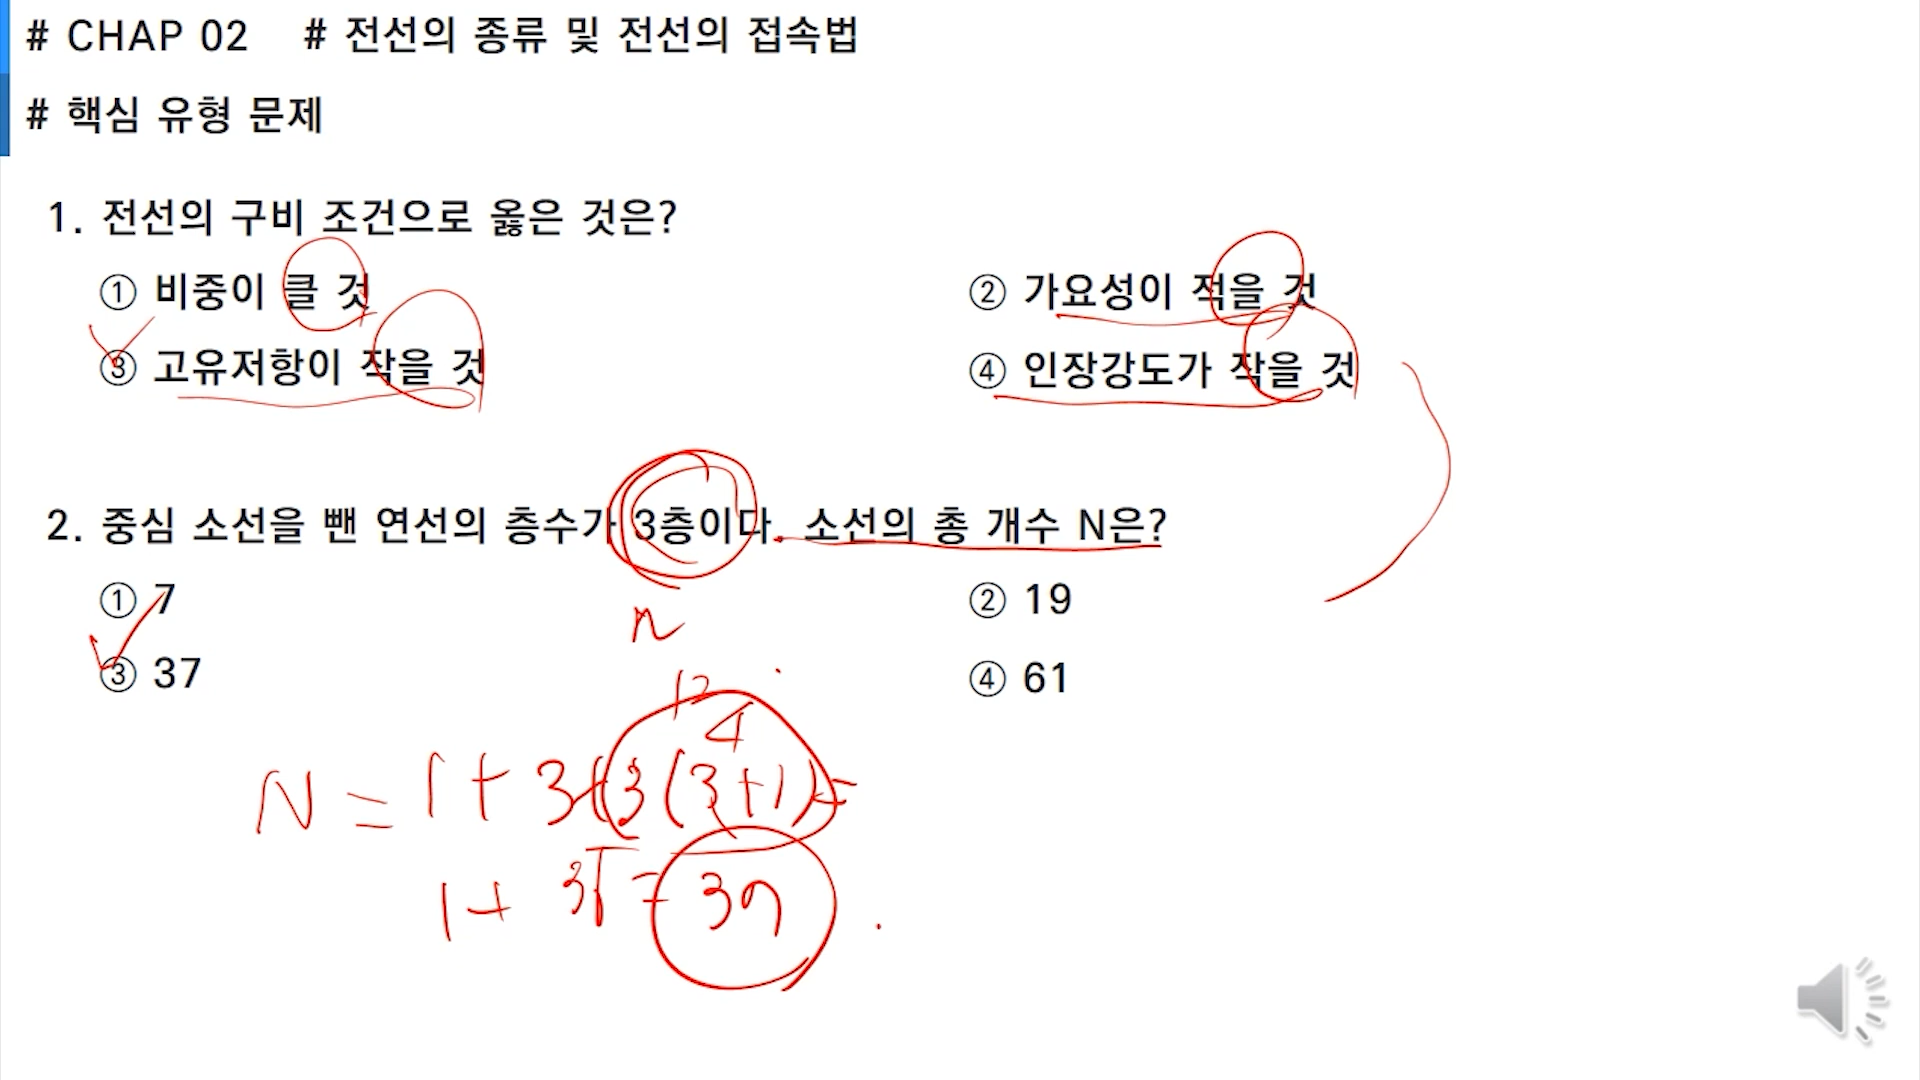 # CHAP 02 # 전선의 종류 및 전선의 접속법
# 핵심 유형 문제
1. 전선의 구비 조건으로 옳은 것은?
① 비중이 클 것 ② 가요성이 적을 것
③ 고유저항이 작을 것 ④ 인장강도가 작을 것
2. 중심 소선을 뺀 연선의 층수가 3층이다. 소선의 총 개수 N은?
① 7 ② 19
n
③ 37 ④ 61
12
4
N = 1 + 3 × 3 (3+1) =
1 + 36 = 37